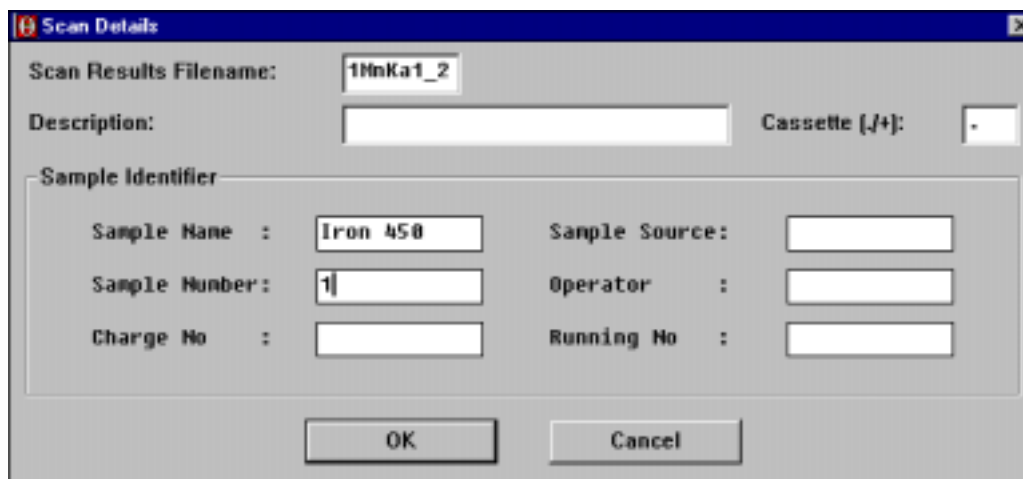 Scan Details
Scan Results Filename: 1MnKa1_2
Description: Cassette (./+): .
Sample Identifier
Sample Name : Iron 450 Sample Source:
Sample Number: 1 Operator :
Charge No : Running No :
OK Cancel